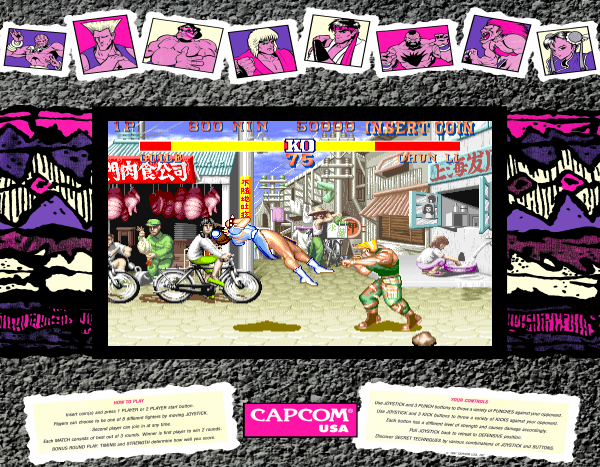 1P 800 NIN 50000 INSERT COIN
KO
GUILE 75 CHUN LI
肉食公司
上海
HOW TO PLAY
Insert coin(s) and press 1 PLAYER or 2 PLAYER start button.
Players can choose to be one of 8 different fighters by moving JOYSTICK.
Second player can join in at any time.
Each MATCH consists of best out of 3 rounds. Winner is first player to win 2 rounds.
BONUS ROUND PLAY: TIMING and STRENGTH determine how well you score.
CAPCOM
USA
YOUR CONTROLS
Use JOYSTICK and 3 PUNCH buttons to throw a variety of PUNCHES against your opponent.
Use JOYSTICK and 3 KICK buttons to throw a variety of KICKS against your opponent.
Each button has a different level of strength and causes damage accordingly.
Pull JOYSTICK back to retreat to DEFENSIVE position.
Discover SECRET TECHNIQUES by various combinations of JOYSTICK and BUTTONS.